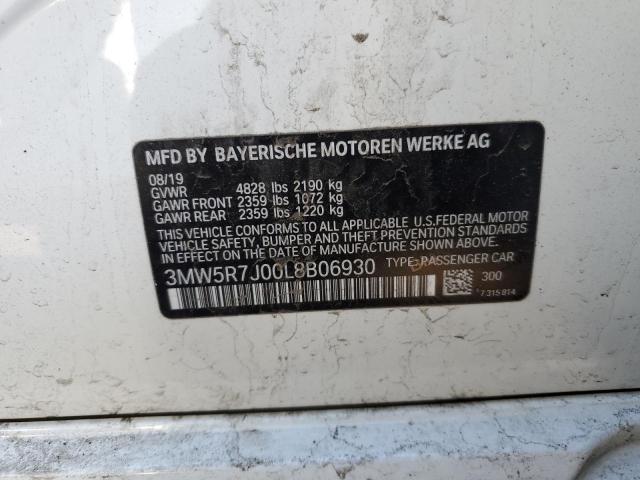 MFD BY BAYERISCHE MOTOREN WERKE AG
08/19
GVWR 4828 lbs 2190 kg
GAWR FRONT 2359 lbs 1072 kg
GAWR REAR 2359 lbs 1220 kg
THIS VEHICLE CONFORMS TO ALL APPLICABLE U.S.FEDERAL MOTOR
VEHICLE SAFETY, BUMPER AND THEFT PREVENTION
STANDARDS IN EFFECT ON THE DATE
OF MANUFACTURE SHOWN ABOVE.
3MW5R7J00L8B06930 TYPE: PASSENGER CAR
300
7315814